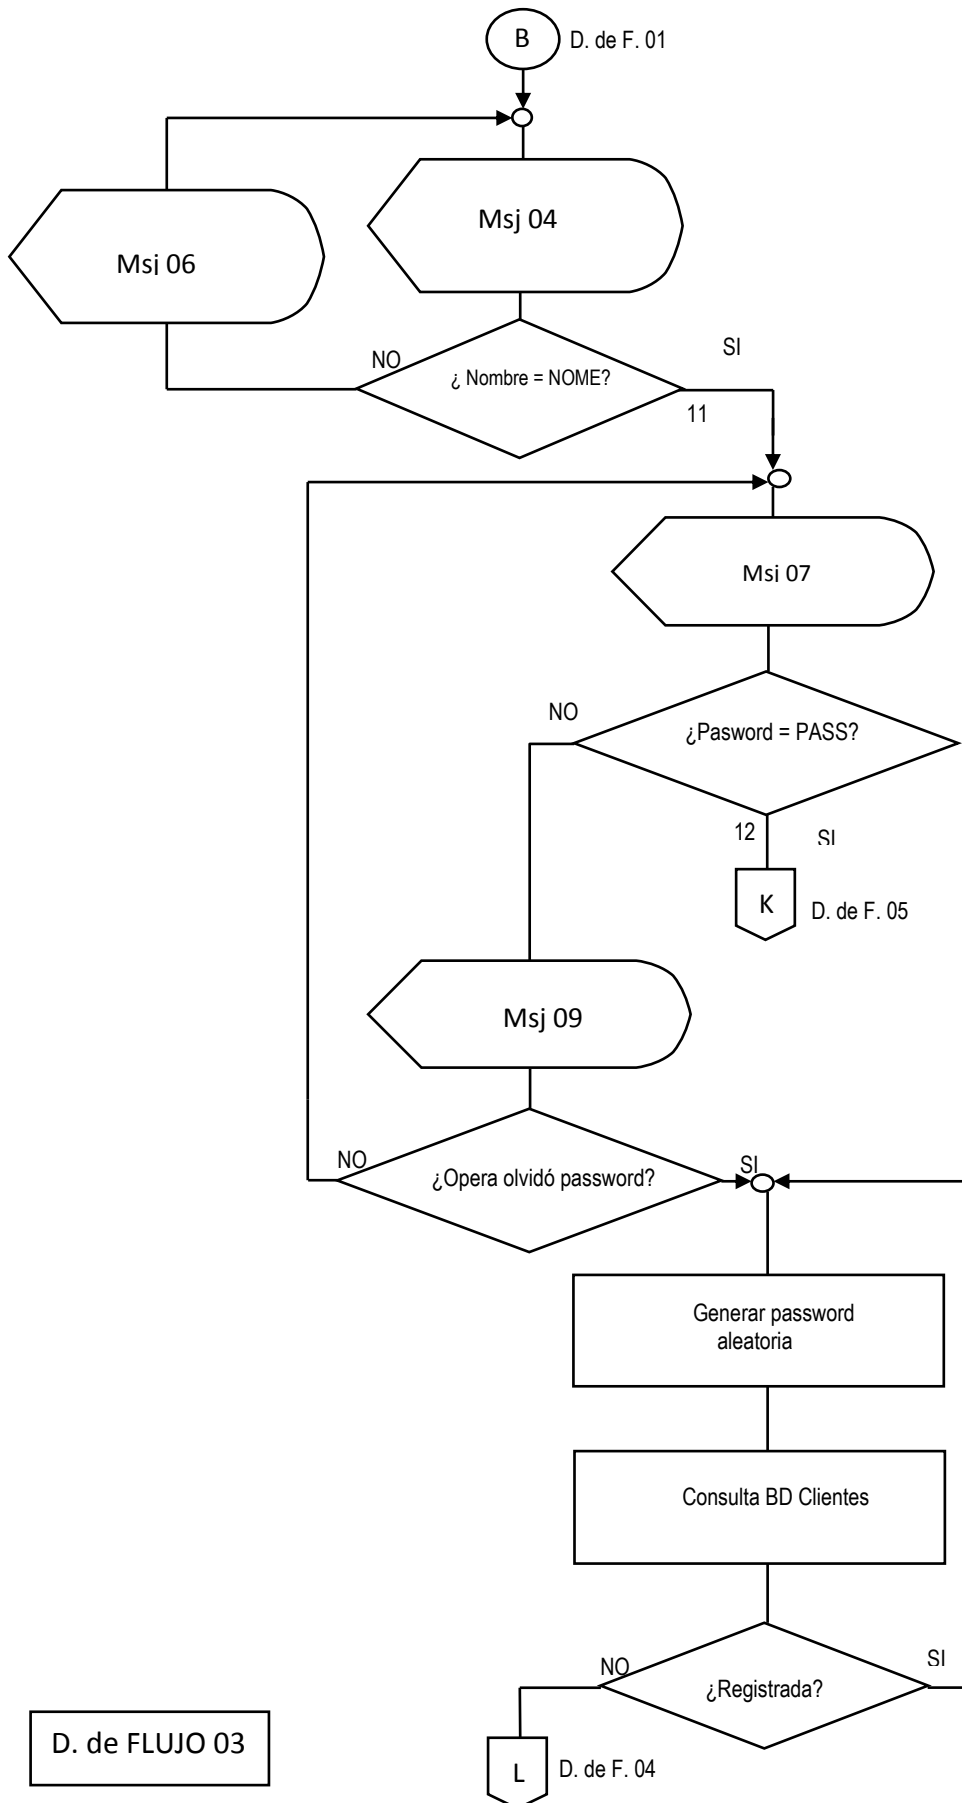 B
D. de F. 01
Msj 04
Msj 06
NO
SI
¿ Nombre = NOME?
11
Msj 07
NO
¿Pasword = PASS?
12
SI
K
D. de F. 05
Msj 09
NO
¿Opera olvidó password?
SI
Generar password
aleatoria
Consulta BD Clientes
NO
SI
¿Registrada?
D. de FLUJO 03
L
D. de F. 04